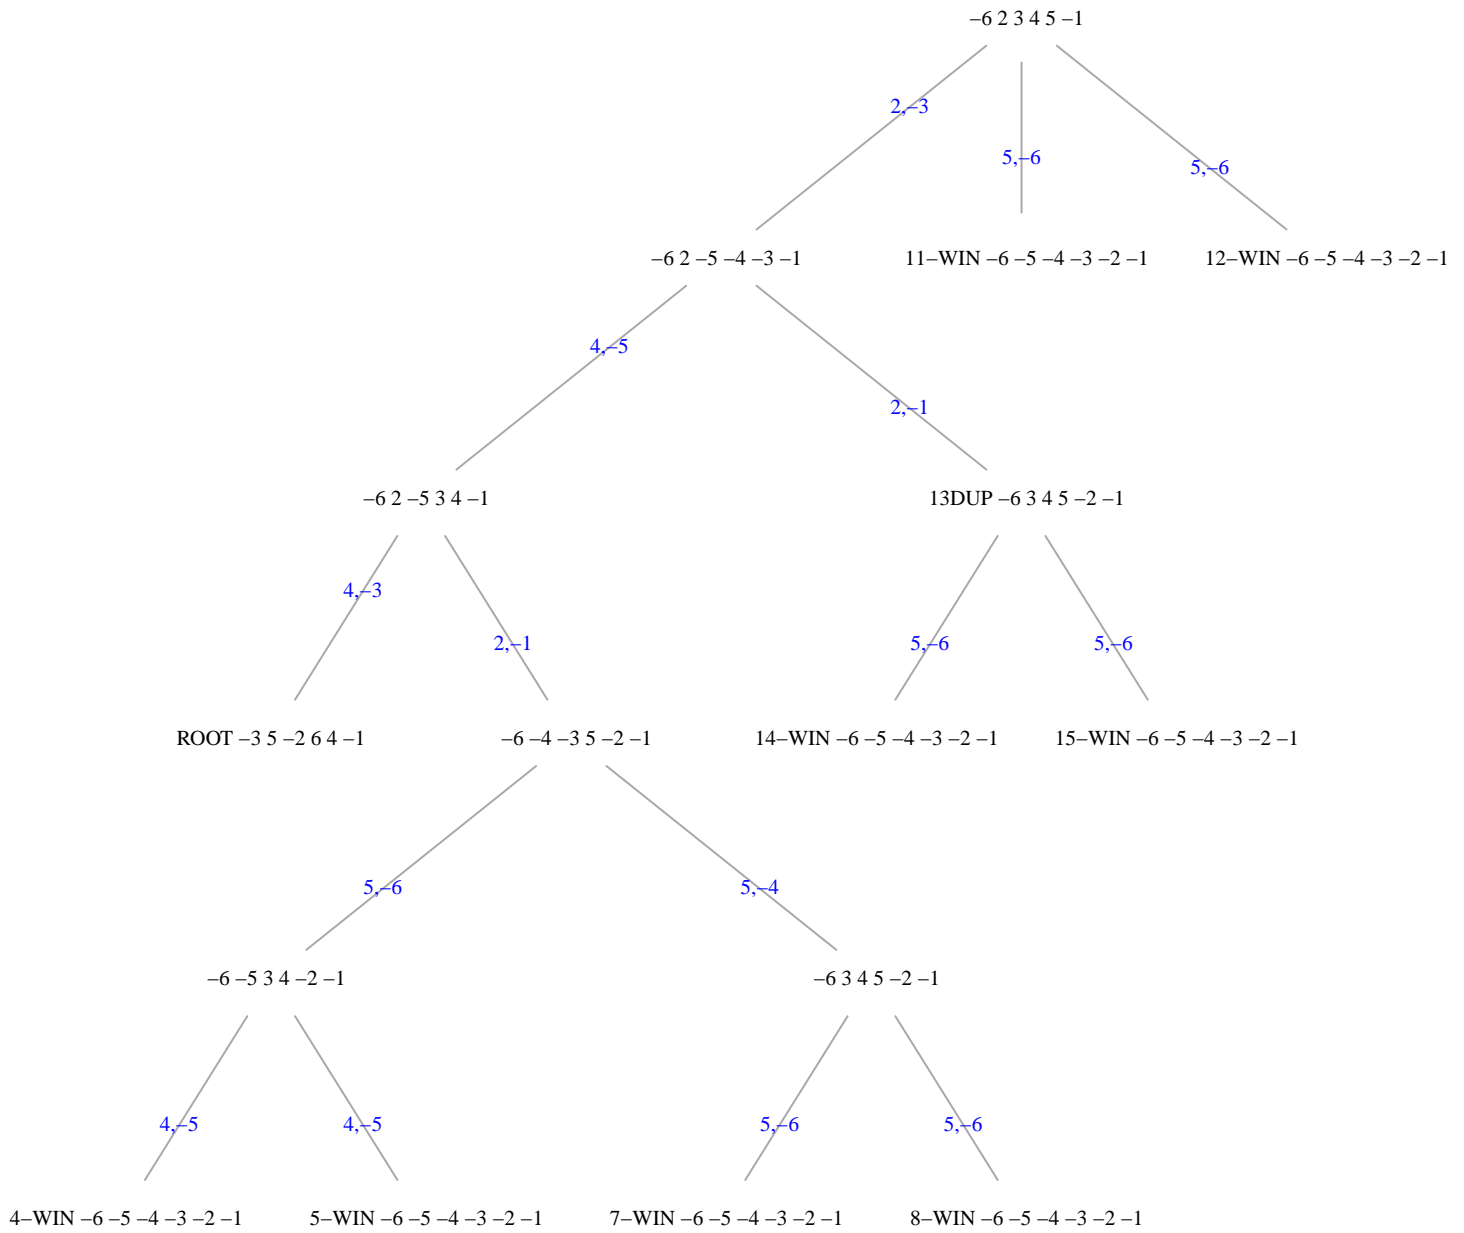 –6 2 3 4 5 –1
2,–3
5,–6
5,–6
–6 2 –5 –4 –3 –1
11–WIN –6 –5 –4 –3 –2 –1
12–WIN –6 –5 –4 –3 –2 –1
4,–5
2,–1
–6 2 –5 3 4 –1
13DUP –6 3 4 5 –2 –1
4,–3
2,–1
5,–6
5,–6
ROOT –3 5 –2 6 4 –1
–6 –4 –3 5 –2 –1
14–WIN –6 –5 –4 –3 –2 –1
15–WIN –6 –5 –4 –3 –2 –1
5,–6
5,–4
–6 –5 3 4 –2 –1
–6 3 4 5 –2 –1
4,–5
4,–5
5,–6
5,–6
4–WIN –6 –5 –4 –3 –2 –1
5–WIN –6 –5 –4 –3 –2 –1
7–WIN –6 –5 –4 –3 –2 –1
8–WIN –6 –5 –4 –3 –2 –1